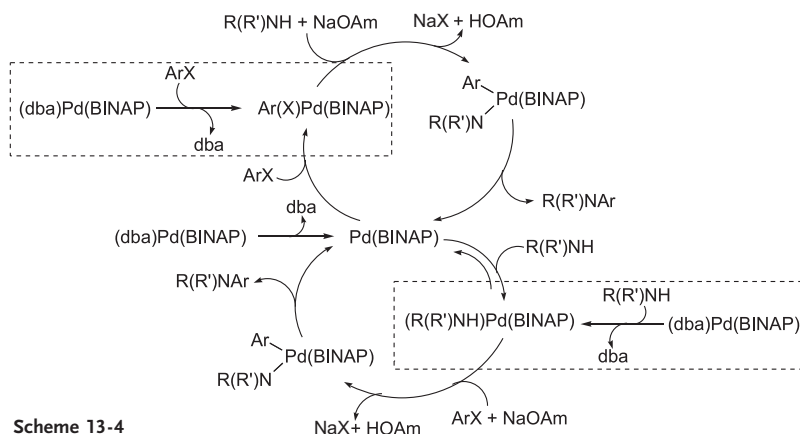 R(R')NH + NaOAm
NaX + HOAm
ArX
(dba)Pd(BINAP)
Ar(X)Pd(BINAP)
dba
Ar
Pd(BINAP)
R(R')N
ArX
R(R')NAr
dba
(dba)Pd(BINAP)
Pd(BINAP)
R(R')NH
R(R')NAr
R(R')NH
(R(R')NH)Pd(BINAP)
(dba)Pd(BINAP)
dba
Ar
Pd(BINAP)
R(R')N
NaX+ HOAm
ArX + NaOAm
Scheme 13-4